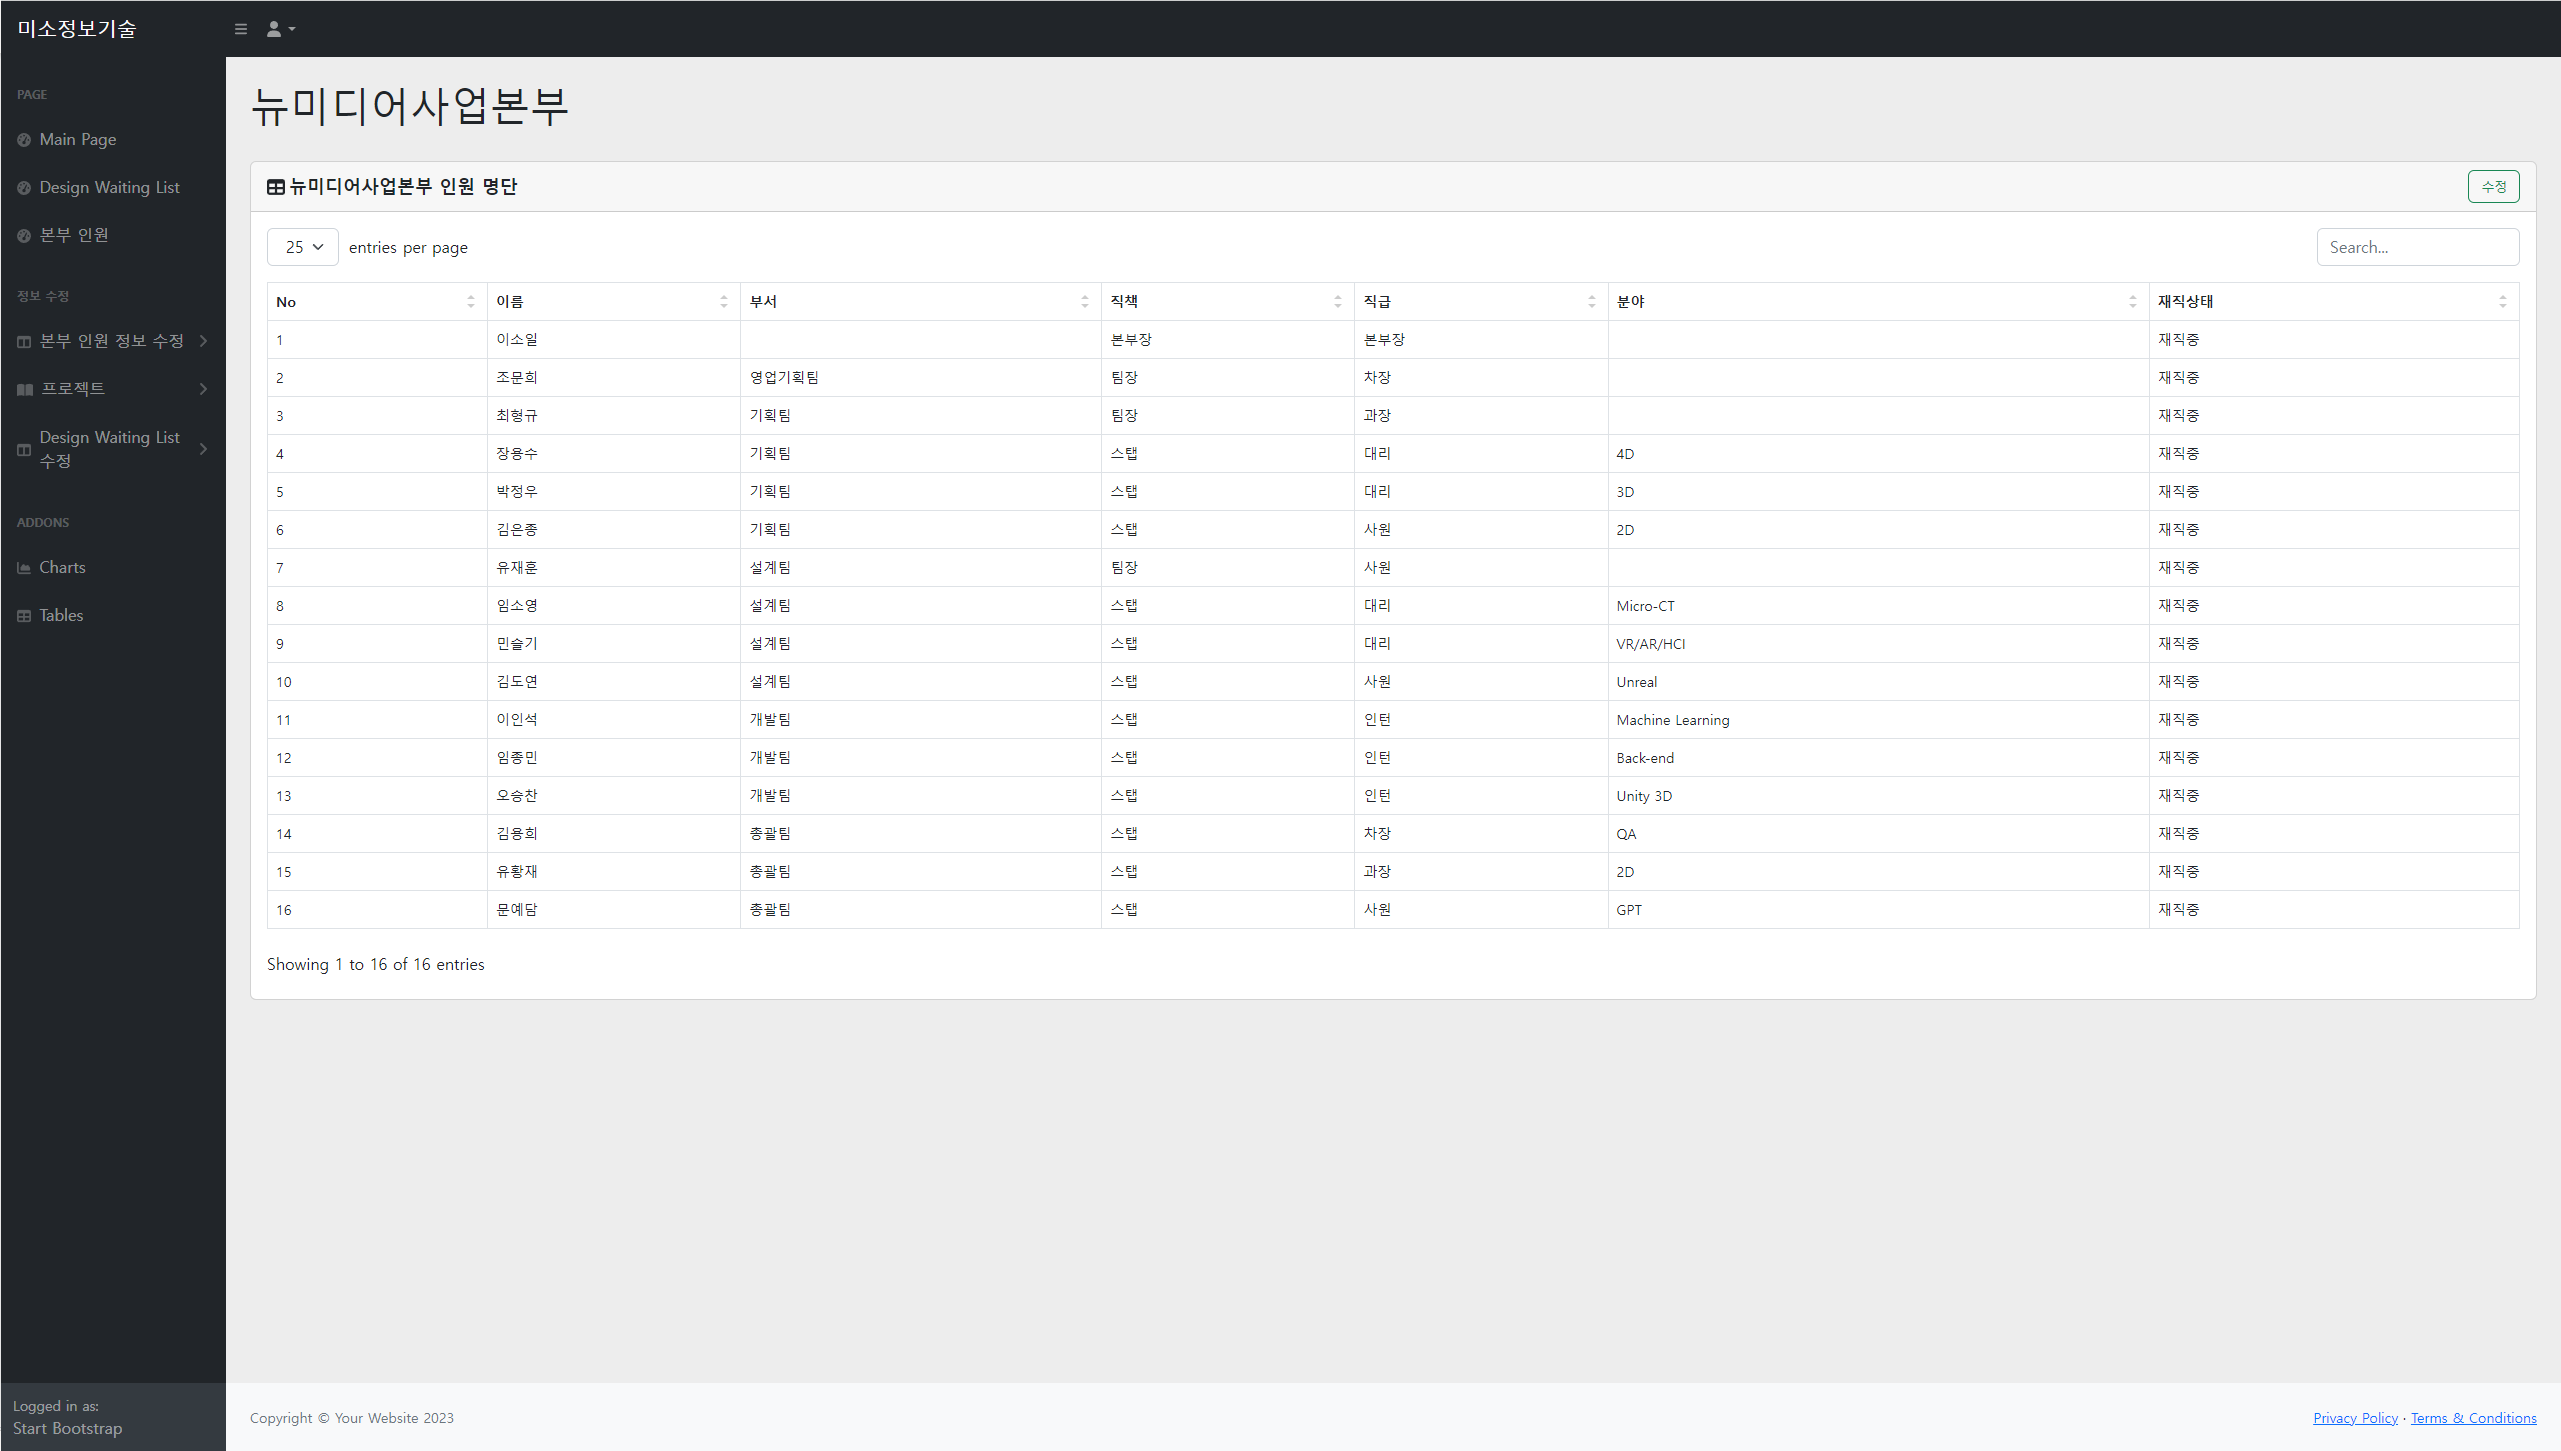 미소정보기술
PAGE
Main Page
Design Waiting List
본부 인원
정보 수정
본부 인원 정보 수정
프로젝트
Design Waiting List
수정
ADDONS
Charts
Tables
Logged in as:
Start Bootstrap
뉴미디어사업본부
뉴미디어사업본부 인원 명단 수정
25 entries per page Search...
No 이름 부서 직책 직급 분야 재직상태
1 이소일 본부장 본부장 재직중
2 조문희 영업기획팀 팀장 차장 재직중
3 최형규 기획팀 팀장 과장 재직중
4 장용수 기획팀 스탭 대리 4D 재직중
5 박정우 기획팀 스탭 대리 3D 재직중
6 김은종 기획팀 스탭 사원 2D 재직중
7 유재훈 설계팀 팀장 사원 재직중
8 임소영 설계팀 스탭 대리 Micro-CT 재직중
9 민슬기 설계팀 스탭 대리 VR/AR/HCI 재직중
10 김도연 설계팀 스탭 사원 Unreal 재직중
11 이인석 개발팀 스탭 인턴 Machine Learning 재직중
12 임종민 개발팀 스탭 인턴 Back-end 재직중
13 오승찬 개발팀 스탭 인턴 Unity 3D 재직중
14 김용희 총괄팀 스탭 차장 QA 재직중
15 유황재 총괄팀 스탭 과장 2D 재직중
16 문예담 총괄팀 스탭 사원 GPT 재직중
Showing 1 to 16 of 16 entries
Copyright © Your Website 2023 Privacy Policy · Terms & Conditions